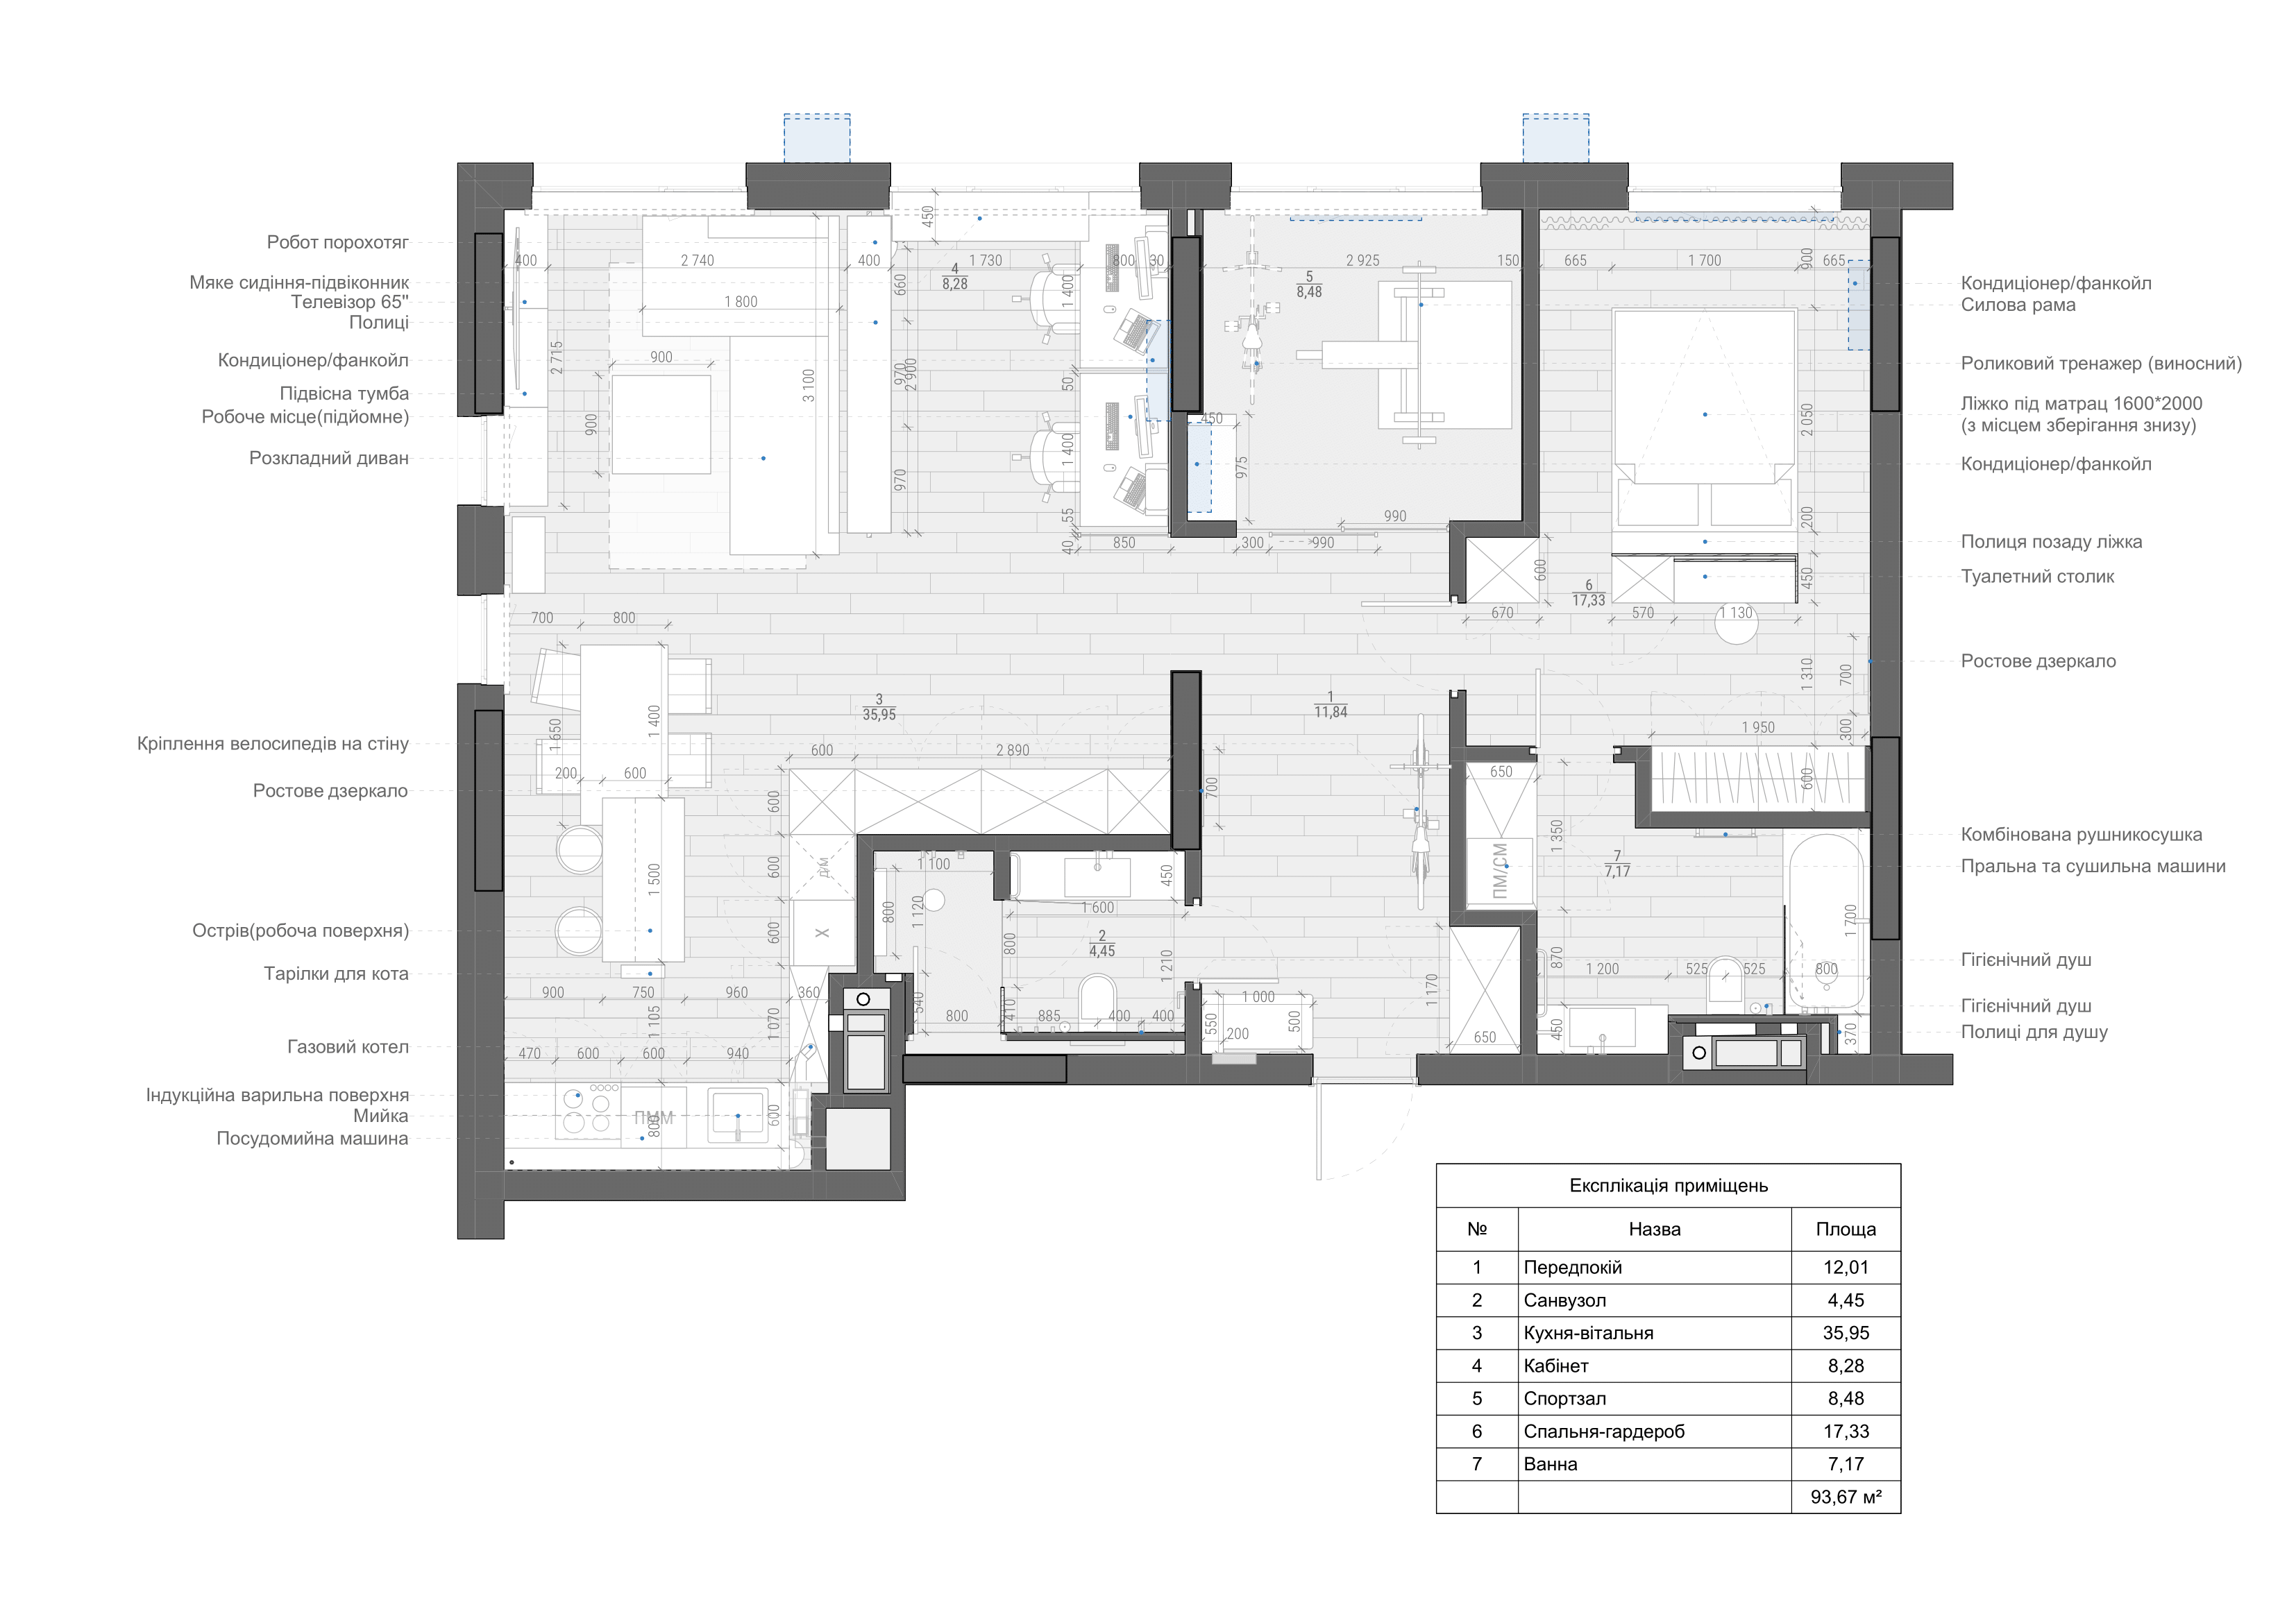 Робот порохотяг
Мяке сидіння-підвіконник
Телевізор 65"
Полиці
Кондиціонер/фанкойл
Підвісна тумба
Робоче місце(підйомне)
Розкладний диван
Кріплення велосипедів на стіну
Ростове дзеркало
Острів(робоча поверхня)
Тарілки для кота
Газовий котел
Індукційна варильна поверхня
Мийка
Посудомийна машина
400
2 740
400
1 730
800
30
2 925
150
665
1 700
665
900
450
660
4
8,28
1 400
5
8,48
1 800
2 715
900
900
3 100
970
2 900
50
1 400
970
55
40
850
450
975
990
300
990
2 050
200
450
600
670
6
17,33
570
1 130
700
800
1 310
700
300
1 950
600
3
35,95
1
11,84
1 650
1 400
200
600
600
2 890
600
700
650
600
Д/М
600
Х
1 500
1 100
800
1 120
450
1 600
800
2
4,45
1 210
ПМ/СМ
1 350
7
7,17
1 700
870
1 200
525
525
800
900
750
960
360
1 105
1 070
540
800
410
885
400
400
1 000
550
200
500
1 170
650
450
370
470
600
600
940
ПММ
800
600
Кондиціонер/фанкойл
Силова рама
Роликовий тренажер (виносний)
Ліжко під матрац 1600*2000
(з місцем зберігання знизу)
Кондиціонер/фанкойл
Полиця позаду ліжка
Туалетний столик
Ростове дзеркало
Комбінована рушникосушка
Пральна та сушильна машини
Гігієнічний душ
Гігієнічний душ
Полиці для душу
Експлікація приміщень
№ Назва Площа
1 Передпокій 12,01
2 Санвузол 4,45
3 Кухня-вітальня 35,95
4 Кабінет 8,28
5 Спортзал 8,48
6 Спальня-гардероб 17,33
7 Ванна 7,17
93,67 м²